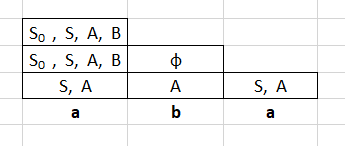 S₀ , S, A, B
S₀ , S, A, B ϕ
S, A A S, A
a b a